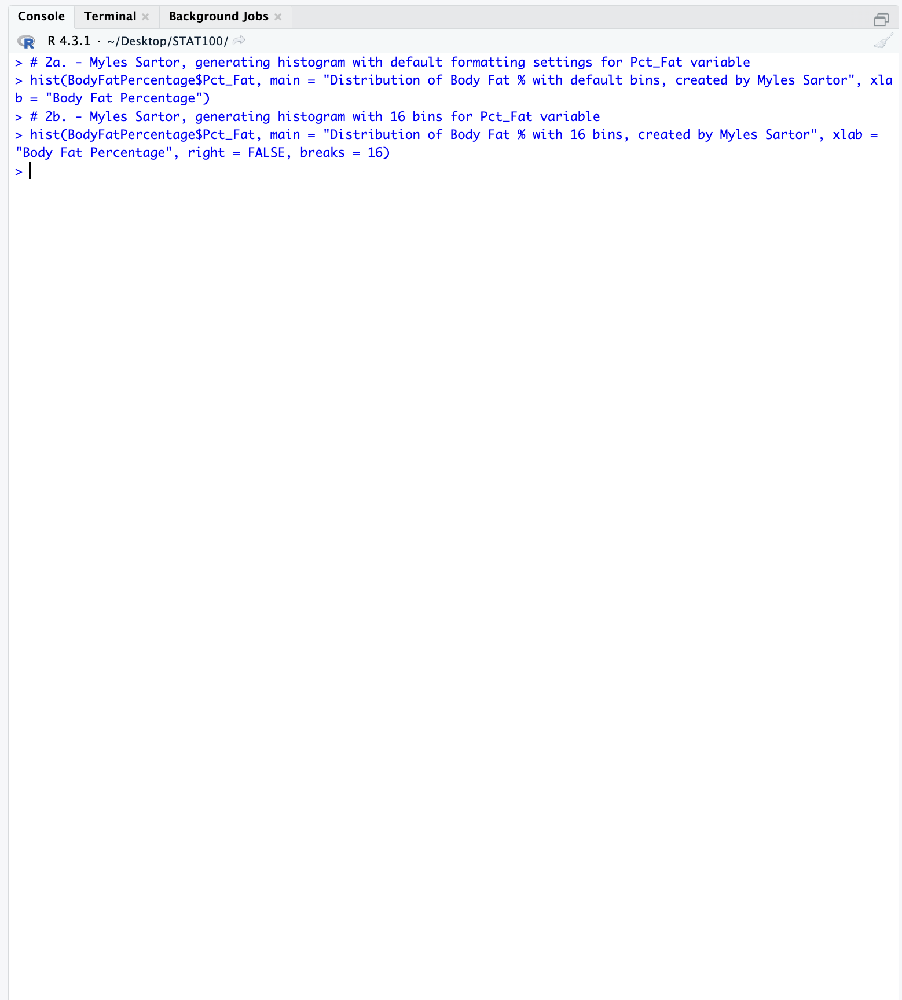 Console Terminal Background Jobs
R 4.3.1 · ~/Desktop/STAT100/
> # 2a. - Myles Sartor, generating histogram with default formatting settings for Pct_Fat variable
> hist(BodyFatPercentage$Pct_Fat, main = "Distribution of Body Fat % with default bins, created by Myles Sartor", xla
b = "Body Fat Percentage")
> # 2b. - Myles Sartor, generating histogram with 16 bins for Pct_Fat variable
> hist(BodyFatPercentage$Pct_Fat, main = "Distribution of Body Fat % with 16 bins, created by Myles Sartor", xlab =
"Body Fat Percentage", right = FALSE, breaks = 16)
>